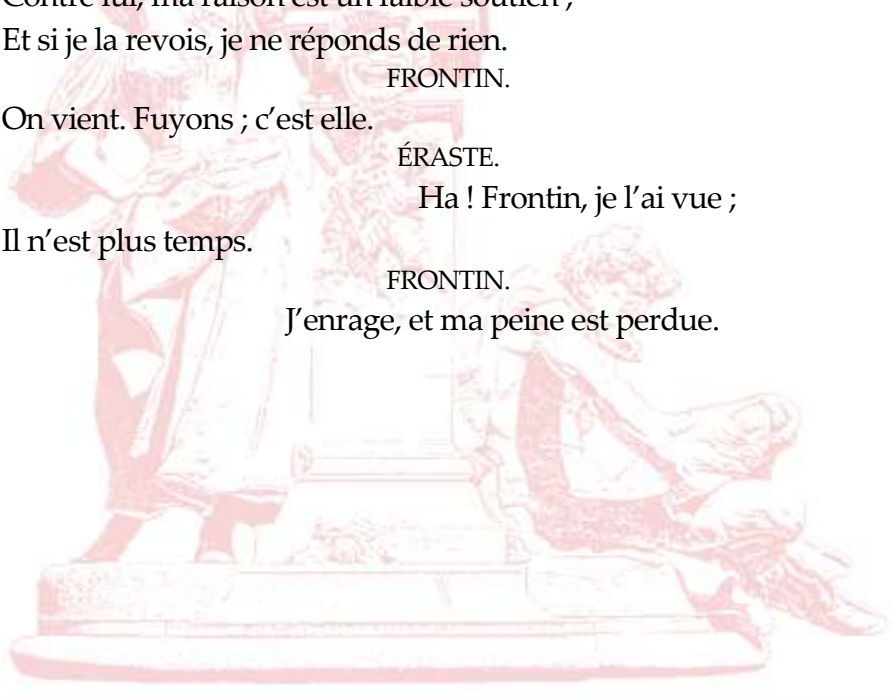 Contre lui, ma raison est un faible soutien ;
Et si je la revois, je ne réponds de rien.
FRONTIN.
On vient. Fuyons ; c’est elle.
ÉRASTE.
Ha ! Frontin, je l’ai vue ;
Il n’est plus temps.
FRONTIN.
J’enrage, et ma peine est perdue.